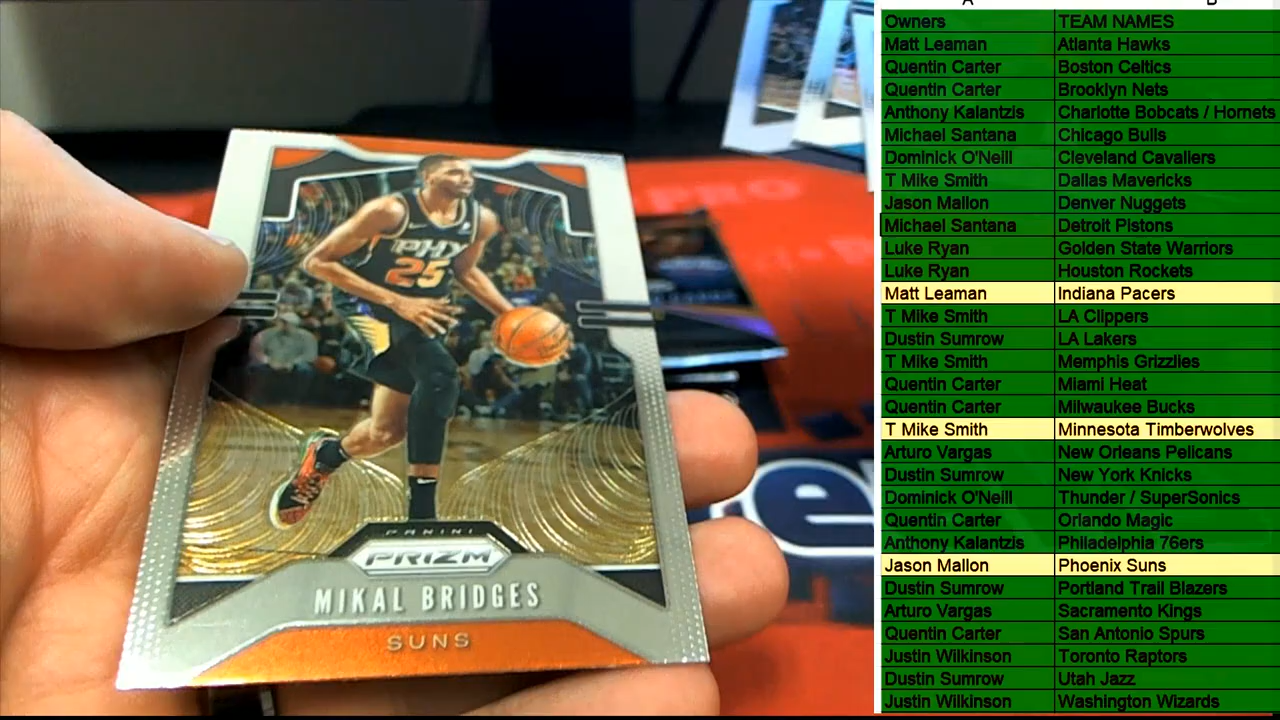 PHX
25
PANINI
PRIZM
MIKAL BRIDGES
SUNS
PRO
e
A B
Owners TEAM NAMES
Matt Leaman Atlanta Hawks
Quentin Carter Boston Celtics
Quentin Carter Brooklyn Nets
Anthony Kalantzis Charlotte Bobcats / Hornets
Michael Santana Chicago Bulls
Dominick O'Neill Cleveland Cavaliers
T Mike Smith Dallas Mavericks
Jason Mallon Denver Nuggets
Michael Santana Detroit Pistons
Luke Ryan Golden State Warriors
Luke Ryan Houston Rockets
Matt Leaman Indiana Pacers
T Mike Smith LA Clippers
Dustin Sumrow LA Lakers
T Mike Smith Memphis Grizzlies
Quentin Carter Miami Heat
Quentin Carter Milwaukee Bucks
T Mike Smith Minnesota Timberwolves
Arturo Vargas New Orleans Pelicans
Dustin Sumrow New York Knicks
Dominick O'Neill Thunder / SuperSonics
Quentin Carter Orlando Magic
Anthony Kalantzis Philadelphia 76ers
Jason Mallon Phoenix Suns
Dustin Sumrow Portland Trail Blazers
Arturo Vargas Sacramento Kings
Quentin Carter San Antonio Spurs
Justin Wilkinson Toronto Raptors
Dustin Sumrow Utah Jazz
Justin Wilkinson Washington Wizards